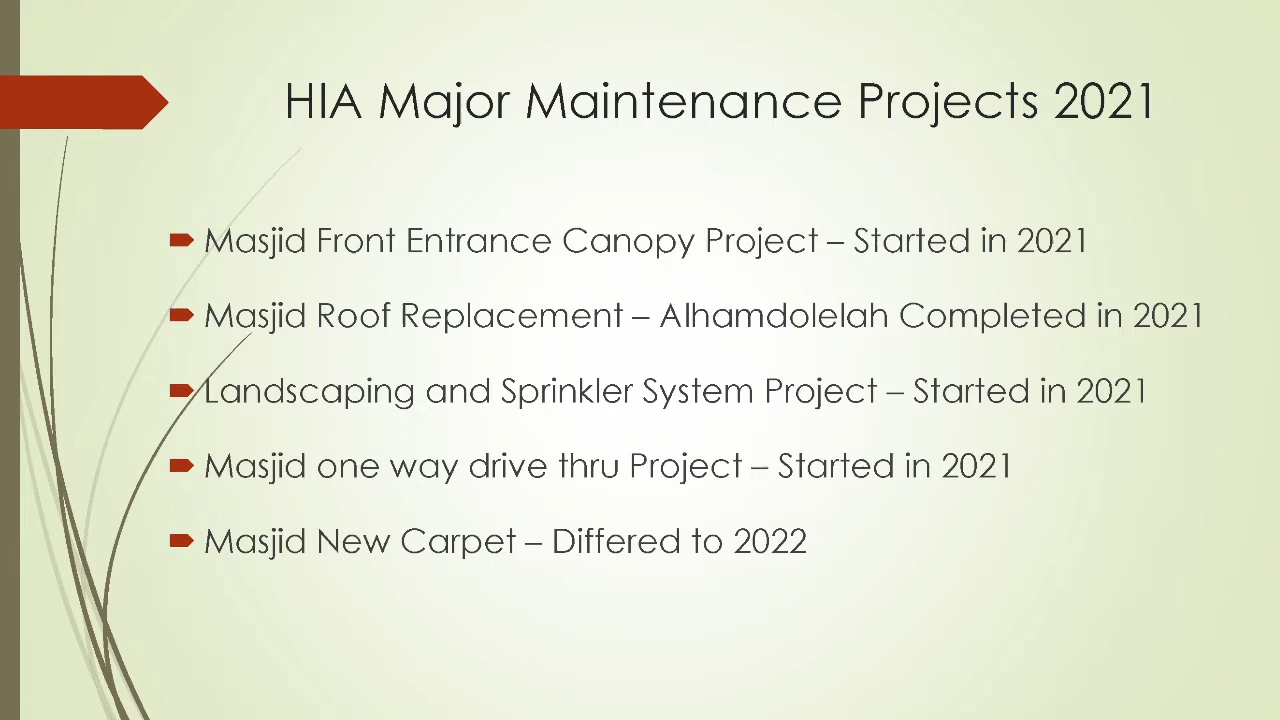 HIA Major Maintenance Projects 2021
Masjid Front Entrance Canopy Project – Started in 2021
Masjid Roof Replacement – Alhamdolelah Completed in 2021
Landscaping and Sprinkler System Project – Started in 2021
Masjid one way drive thru Project – Started in 2021
Masjid New Carpet – Differed to 2022